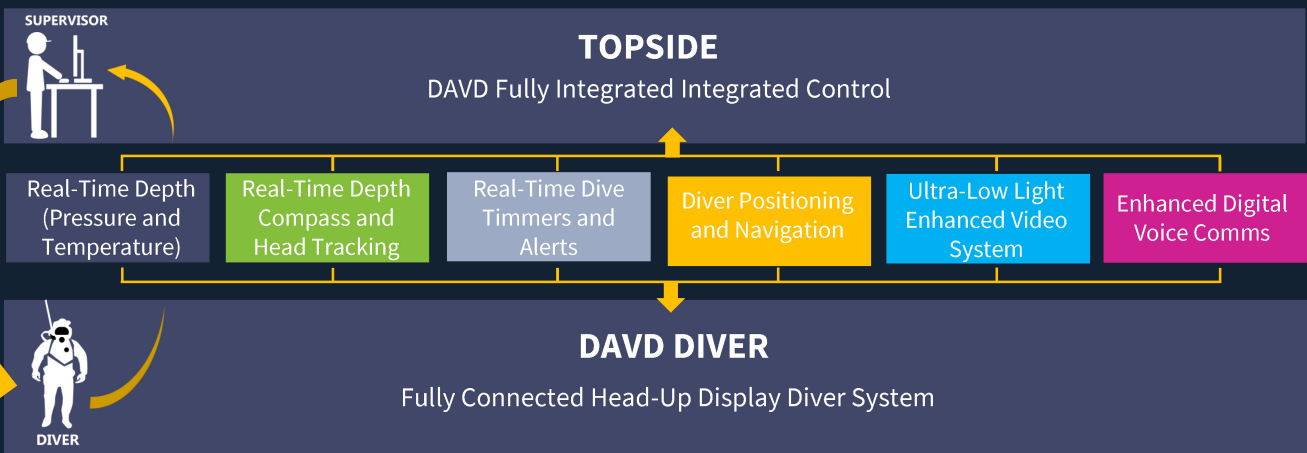 SUPERVISOR
TOPSIDE
DAVD Fully Integrated Integrated Control
Real-Time Depth
(Pressure and
Temperature)
Real-Time Depth
Compass and
Head Tracking
Real-Time Dive
Timmers and
Alerts
Diver Positioning
and Navigation
Ultra-Low Light
Enhanced Video
System
Enhanced Digital
Voice Comms
DAVD DIVER
Fully Connected Head-Up Display Diver System
DIVER